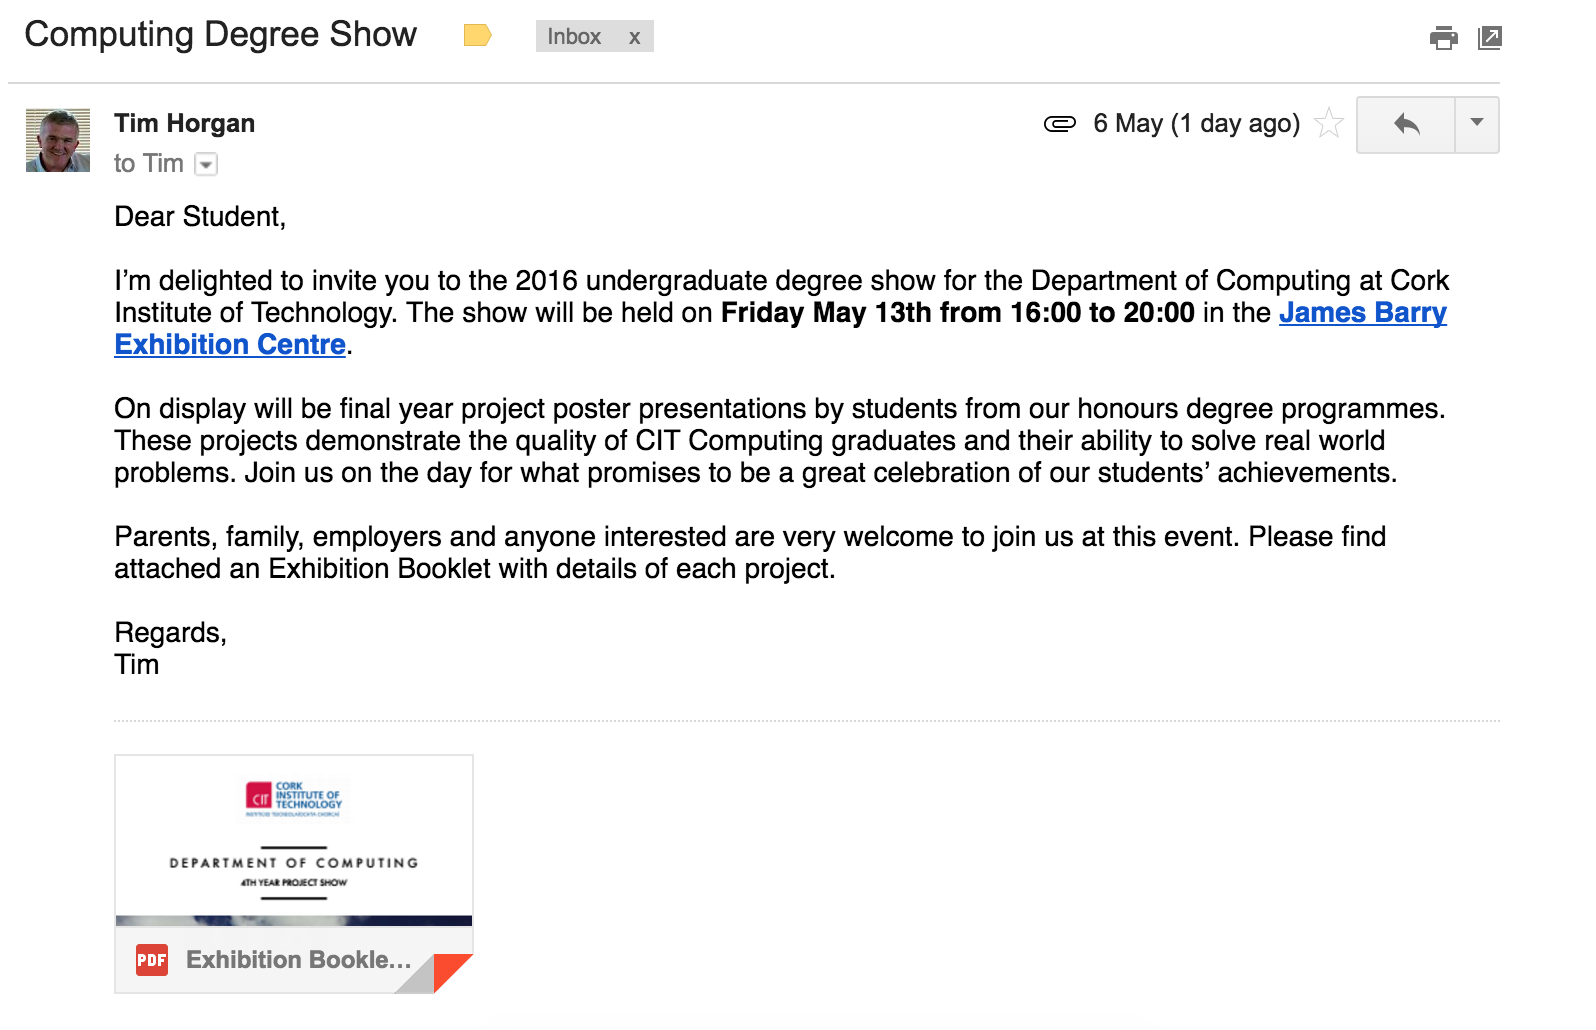 Computing Degree Show
Inbox x
Tim Horgan
6 May (1 day ago)
to Tim
Dear Student,
I’m delighted to invite you to the 2016 undergraduate degree show for the Department of Computing at Cork
Institute of Technology. The show will be held on Friday May 13th from 16:00 to 20:00 in the James Barry
Exhibition Centre.
On display will be final year project poster presentations by students from our honours degree programmes.
These projects demonstrate the quality of CIT Computing graduates and their ability to solve real world
problems. Join us on the day for what promises to be a great celebration of our students’ achievements.
Parents, family, employers and anyone interested are very welcome to join us at this event. Please find
attached an Exhibition Booklet with details of each project.
Regards,
Tim
CIT
CORK
INSTITUTE OF
TECHNOLOGY
DEPARTMENT OF COMPUTING
4TH YEAR PROJECT SHOW
PDF Exhibition Bookle...